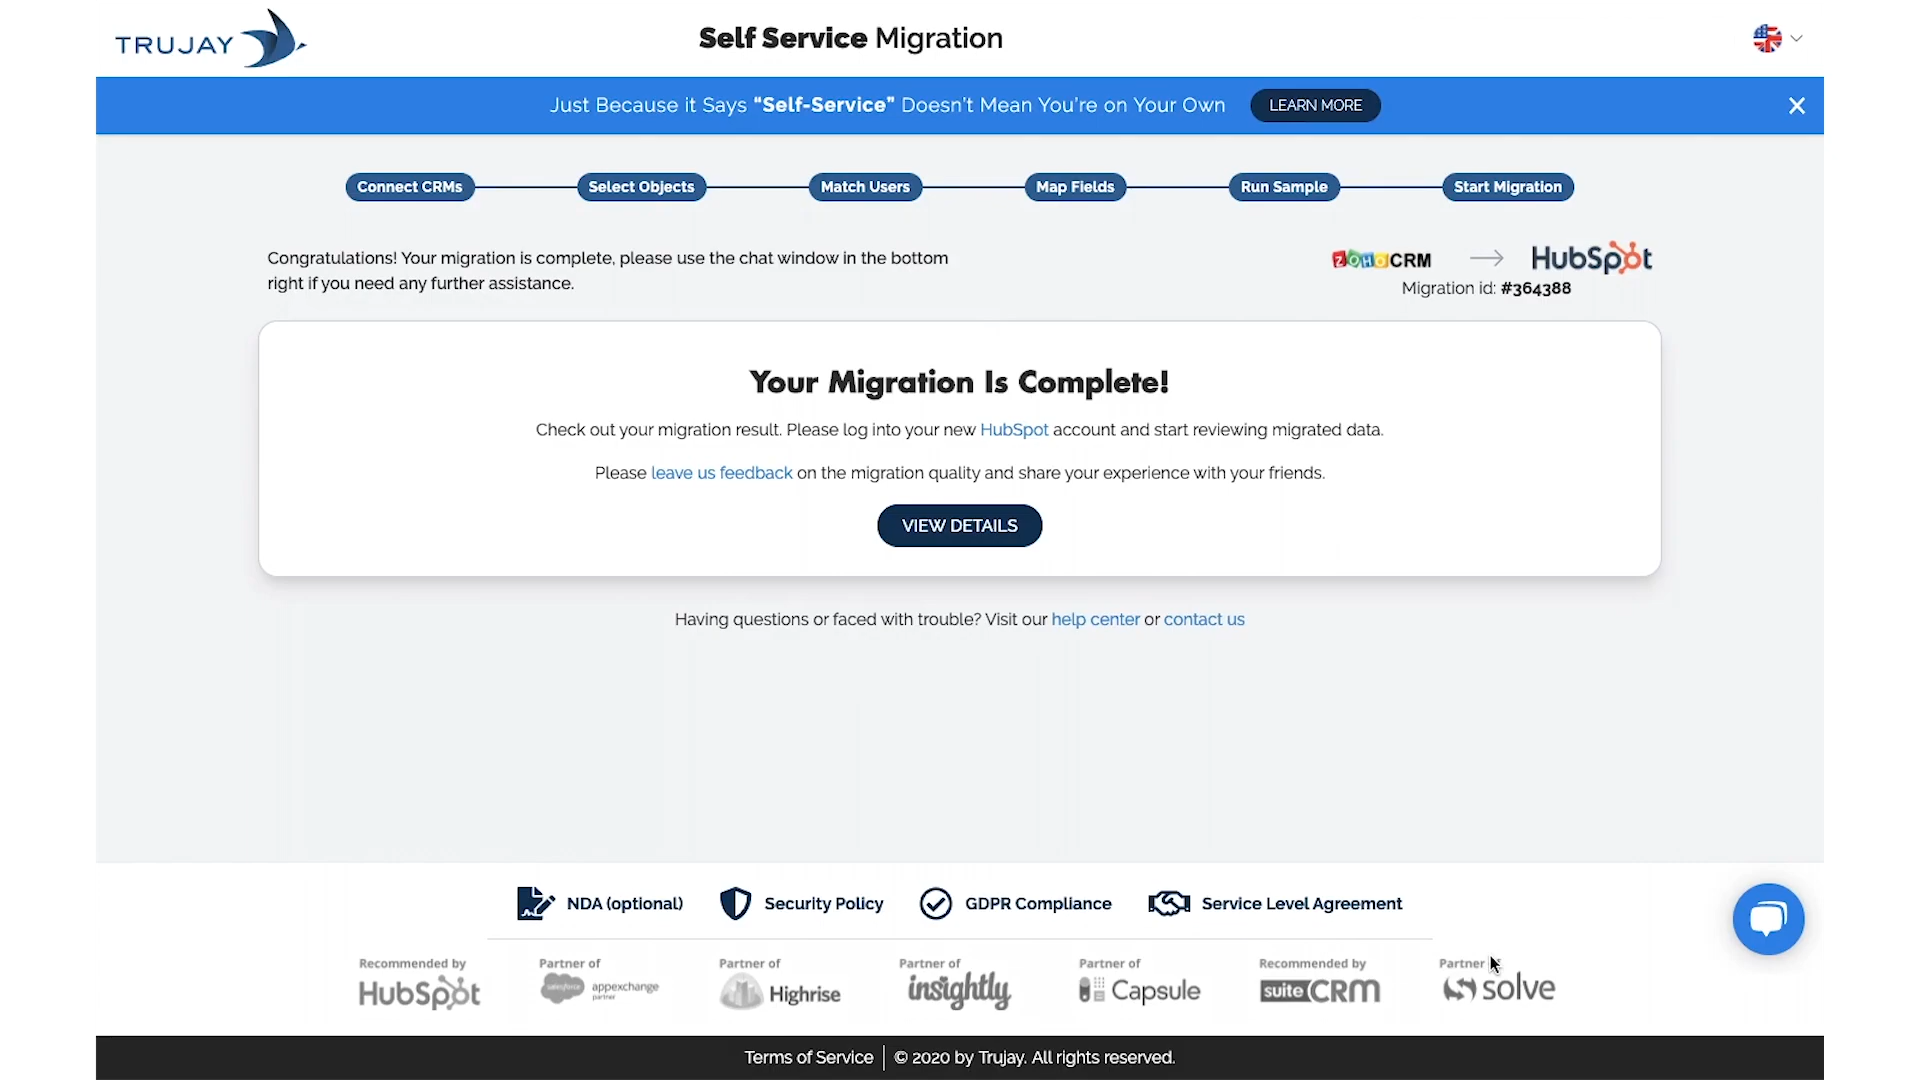 TRUJAY
Self Service Migration
Just Because it Says “Self-Service” Doesn't Mean You're on Your Own
LEARN MORE
Connect CRMs
Select Objects
Match Users
Map Fields
Run Sample
Start Migration
Congratulations! Your migration is complete, please use the chat window in the bottom
right if you need any further assistance.
ZOHO CRM
HubSpot
Migration id: #364388
Your Migration Is Complete!
Check out your migration result. Please log into your new HubSpot account and start reviewing migrated data.
Please leave us feedback on the migration quality and share your experience with your friends.
VIEW DETAILS
Having questions or faced with trouble? Visit our help center or contact us
NDA (optional)
Security Policy
GDPR Compliance
Service Level Agreement
Recommended by
HubSpot
Partner of
salesforce appexchange
partner
Partner of
Highrise
Partner of
insightly
Partner of
Capsule
Recommended by
suiteCRM
Partner
solve
Terms of Service
© 2020 by Trujay. All rights reserved.